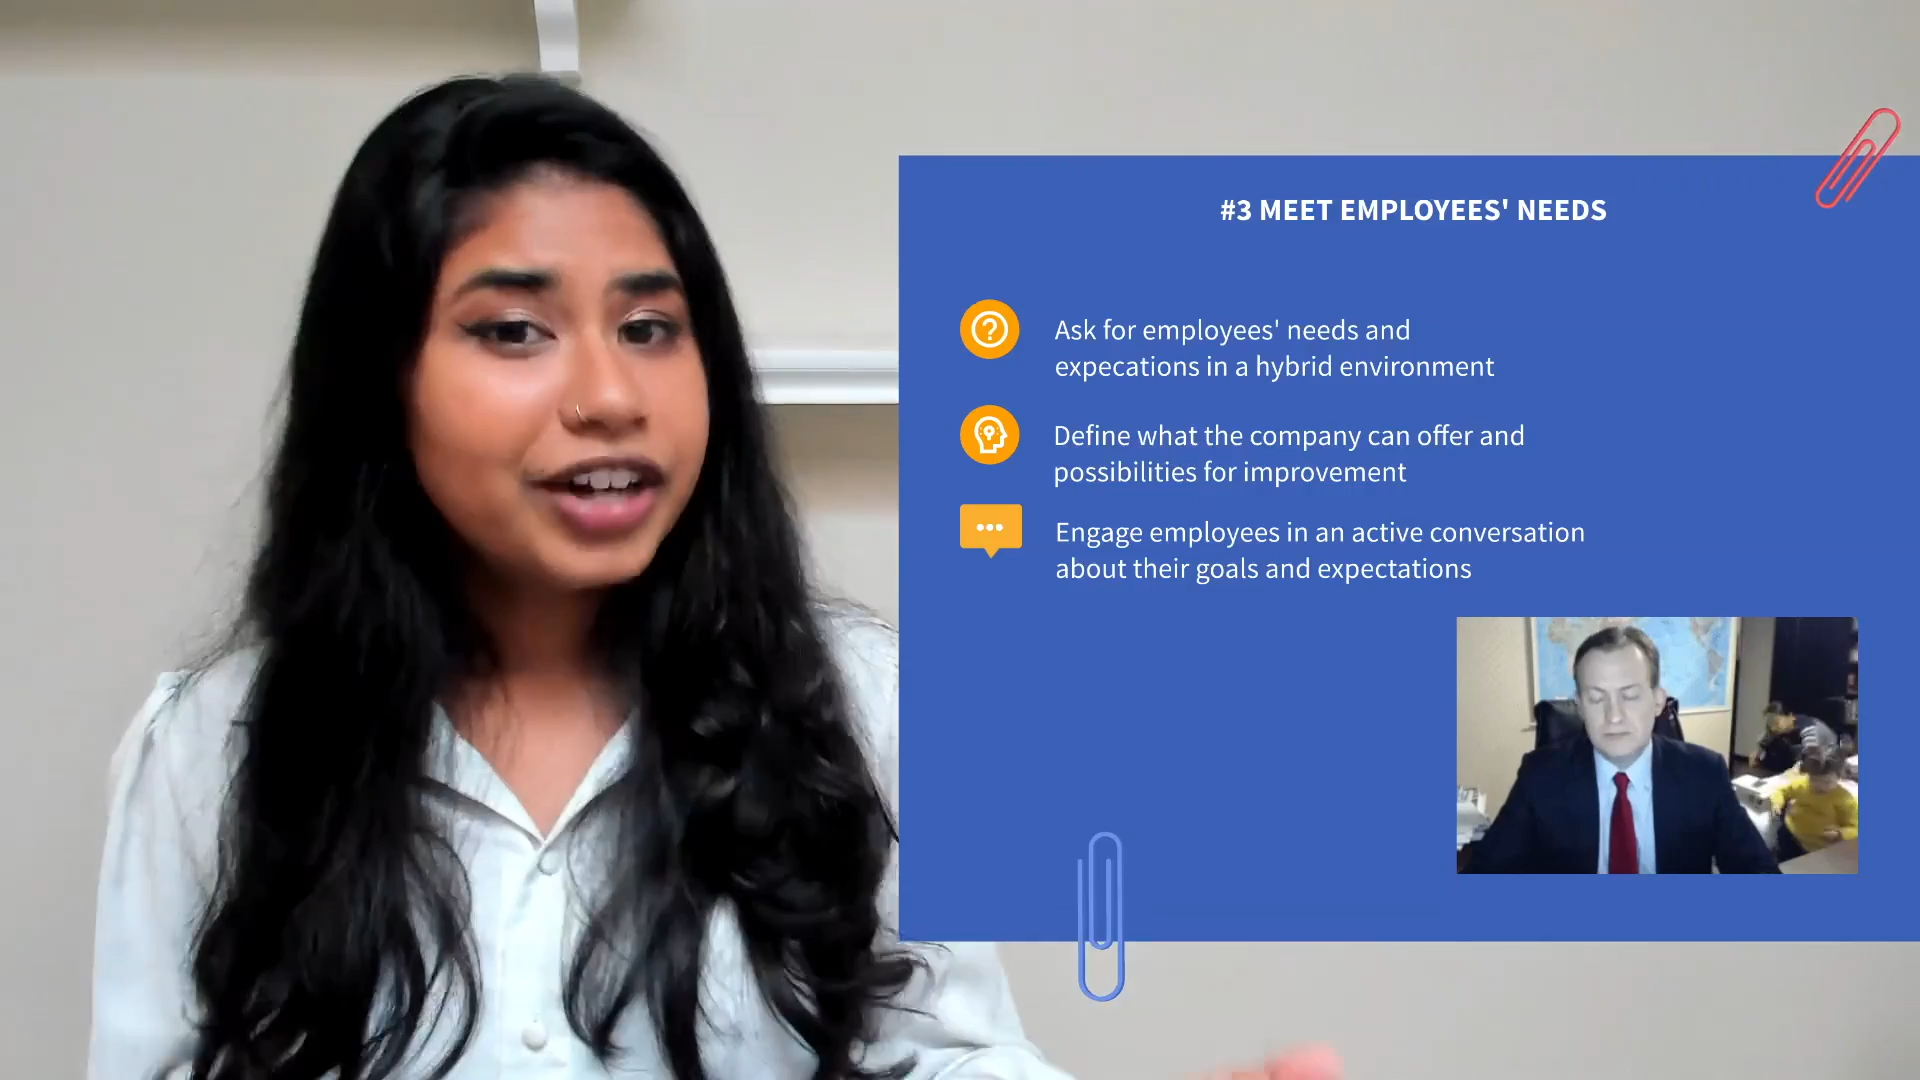 #3 MEET EMPLOYEES' NEEDS
Ask for employees' needs and
expecations in a hybrid environment
Define what the company can offer and
possibilities for improvement
Engage employees in an active conversation
about their goals and expectations